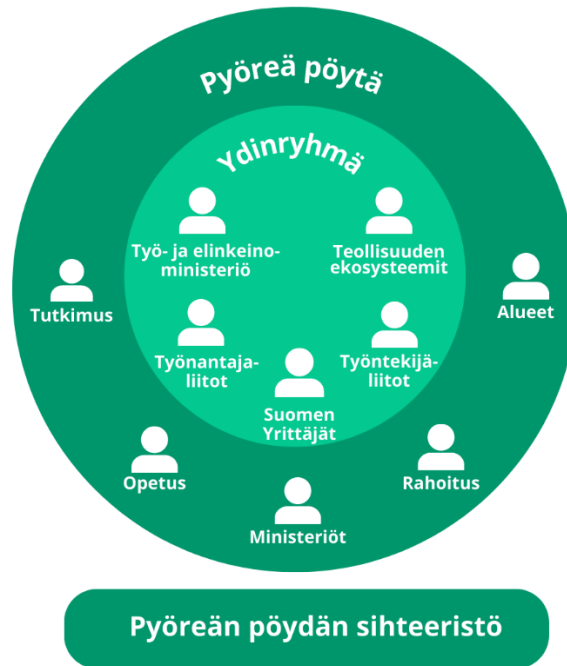 Pyöreä pöytä
Ydinryhmä
Työ- ja elinkeino-
ministeriö
Teollisuuden
ekosysteemit
Tutkimus
Alueet
Työnantaja-
liitot
Työntekijä-
liitot
Suomen
Yrittäjät
Opetus
Rahoitus
Ministeriöt
Pyöreän pöydän sihteeristö